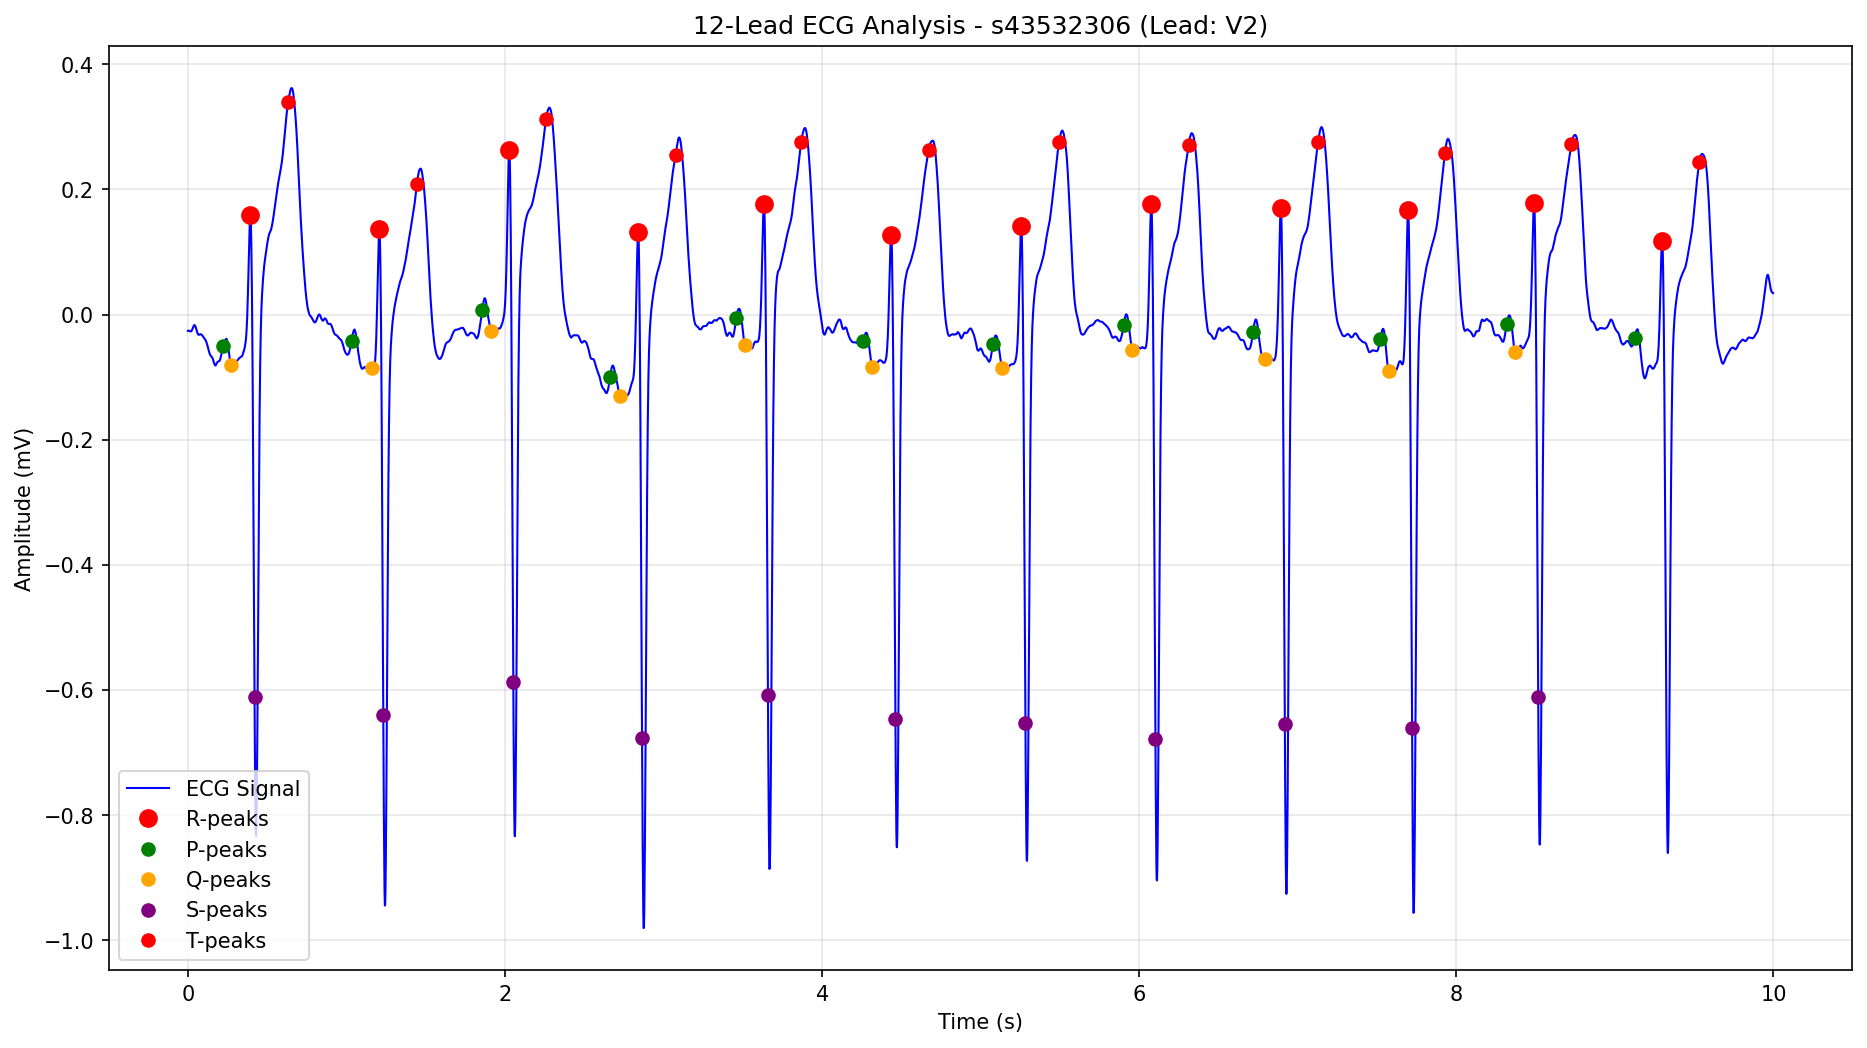 12-Lead ECG Analysis - s43532306 (Lead: V2)
Amplitude (mV)
0.4
0.2
0.0
−0.2
−0.4
−0.6
−0.8
−1.0
ECG Signal
R-peaks
P-peaks
Q-peaks
S-peaks
T-peaks
0 2 4 6 8 10
Time (s)